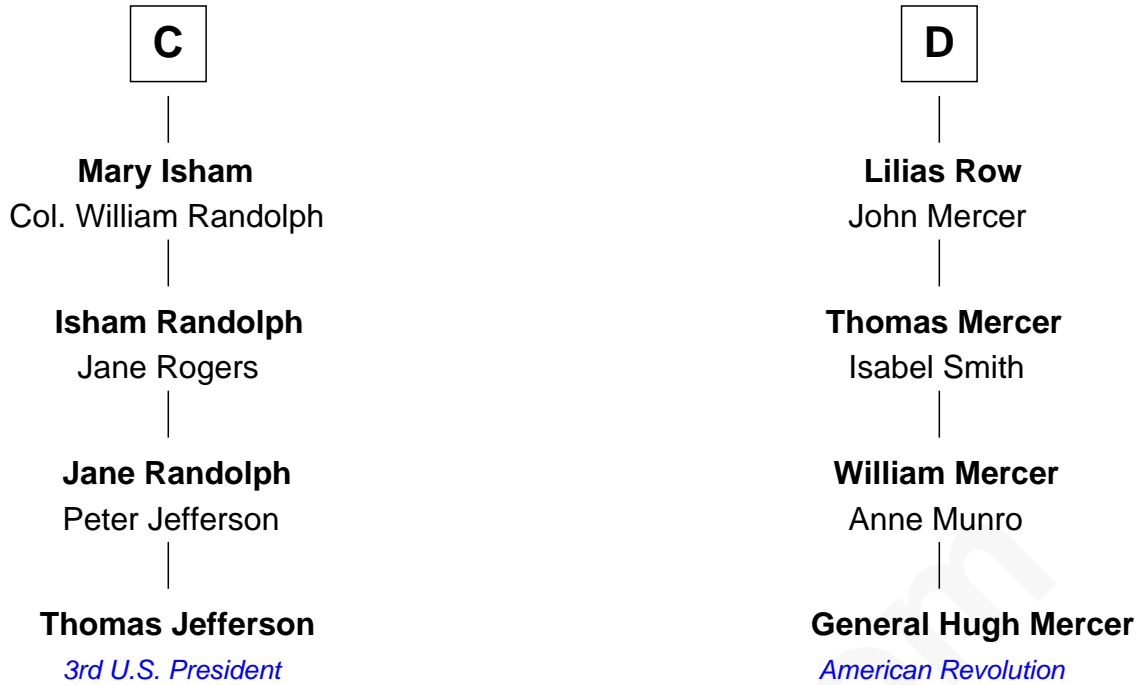 C
Mary Isham
Col. William Randolph
Isham Randolph
Jane Rogers
Jane Randolph
Peter Jefferson
Thomas Jefferson
3rd U.S. President
D
Lilias Row
John Mercer
Thomas Mercer
Isabel Smith
William Mercer
Anne Munro
General Hugh Mercer
American Revolution